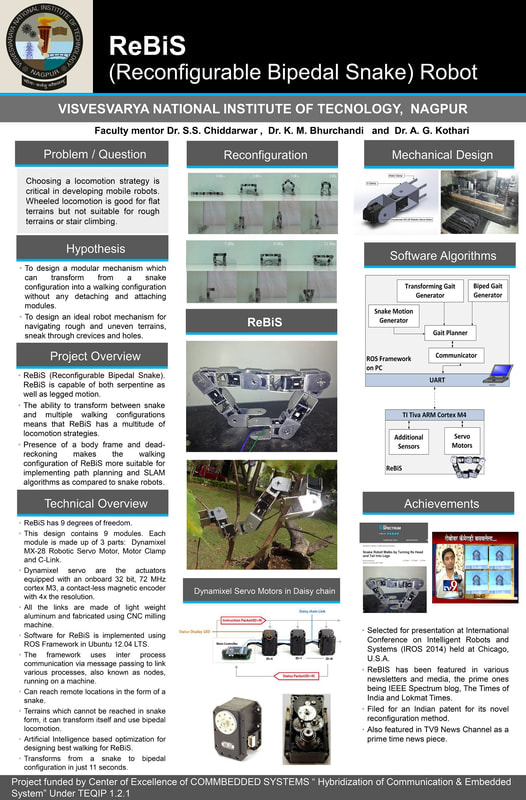 VISVESVARAYA NATIONAL INSTITUTE OF TECHNOLOGY
NAGPUR
ReBiS
(Reconfigurable Bipedal Snake) Robot
VISVESVARYA NATIONAL INSTITUTE OF TECNOLOGY, NAGPUR
Faculty mentor Dr. S.S. Chiddarwar , Dr. K. M. Bhurchandi and Dr. A. G. Kothari
Problem / Question
Choosing a locomotion strategy is
critical in developing mobile robots.
Wheeled locomotion is good for flat
terrains but not suitable for rough
terrains or stair climbing.
Hypothesis
• To design a modular mechanism which
can transform from a snake
configuration into a walking configuration
without any detaching and attaching
modules.
• To design an ideal robot mechanism for
navigating rough and uneven terrains,
sneak through crevices and holes.
Project Overview
• ReBiS (Reconfigurable Bipedal Snake).
ReBiS is capable of both serpentine as
well as legged motion.
• The ability to transform between snake
and multiple walking configurations
means that ReBiS has a multitude of
locomotion strategies.
• Presence of a body frame and dead-
reckoning makes the walking
configuration of ReBiS more suitable for
implementing path planning and SLAM
algorithms as compared to snake robots.
Technical Overview
• ReBiS has 9 degrees of freedom.
• This design contains 9 modules. Each
module is made up of 3 parts: Dynamixel
MX-28 Robotic Servo Motor, Motor Clamp
and C-Link.
• Dynamixel servo are the actuators
equipped with an onboard 32 bit, 72 MHz
cortex M3, a contact-less magnetic encoder
with 4x the resolution.
• All the links are made of light weight
aluminum and fabricated using CNC milling
machine.
• Software for ReBiS is implemented using
ROS Framework in Ubuntu 12.04 LTS.
• The framework uses inter process
communication via message passing to link
various processes, also known as nodes,
running on a machine.
• Can reach remote locations in the form of a
snake.
• Terrains which cannot be reached in snake
form, it can transform itself and use bipedal
locomotion.
• Artificial Intelligence based optimization for
designing best walking for ReBiS.
• Transforms from a snake to bipedal
configuration in just 11 seconds.
Reconfiguration
ReBiS
Dynamixel Servo Motors in Daisy chain
Daisy chain Link
Instruction Packet(ID=N)
Status Display LED
Main Controller
ID=0
ID=1
ID=N
Status Packet(ID=N)
Mechanical Design
Software Algorithms
Transforming Gait
Generator
Biped Gait
Generator
Snake Motion
Generator
Gait Planner
Communicator
ROS Framework
on PC
UART
TI Tiva ARM Cortex M4
Additional
Sensors
Servo
Motors
ReBiS
Achievements
SPECTRUM
Snake Robot Walks by Turning Its Head
and Tail Into Legs
TV9
• Selected for presentation at International
Conference on Intelligent Robots and
Systems (IROS 2014) held at Chicago,
U.S.A.
• ReBIS has been featured in various
newsletters and media, the prime ones
being IEEE Spectrum blog, The Times of
India and Lokmat Times.
• Filed for an Indian patent for its novel
reconfiguration method.
• Also featured in TV9 News Channel as a
prime time news piece.
Project funded by Center of Excellence of COMMBEDDED SYSTEMS “ Hybridization of Communication & Embedded
System” Under TEQIP 1.2.1